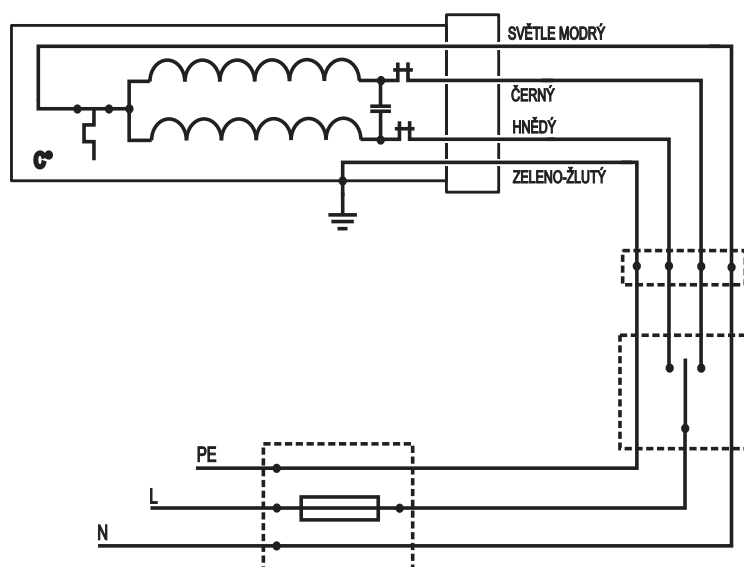 SVĚTLE MODRÝ
ČERNÝ
HNĚDÝ
C°
ZELENO-ŽLUTÝ
PE
L
N